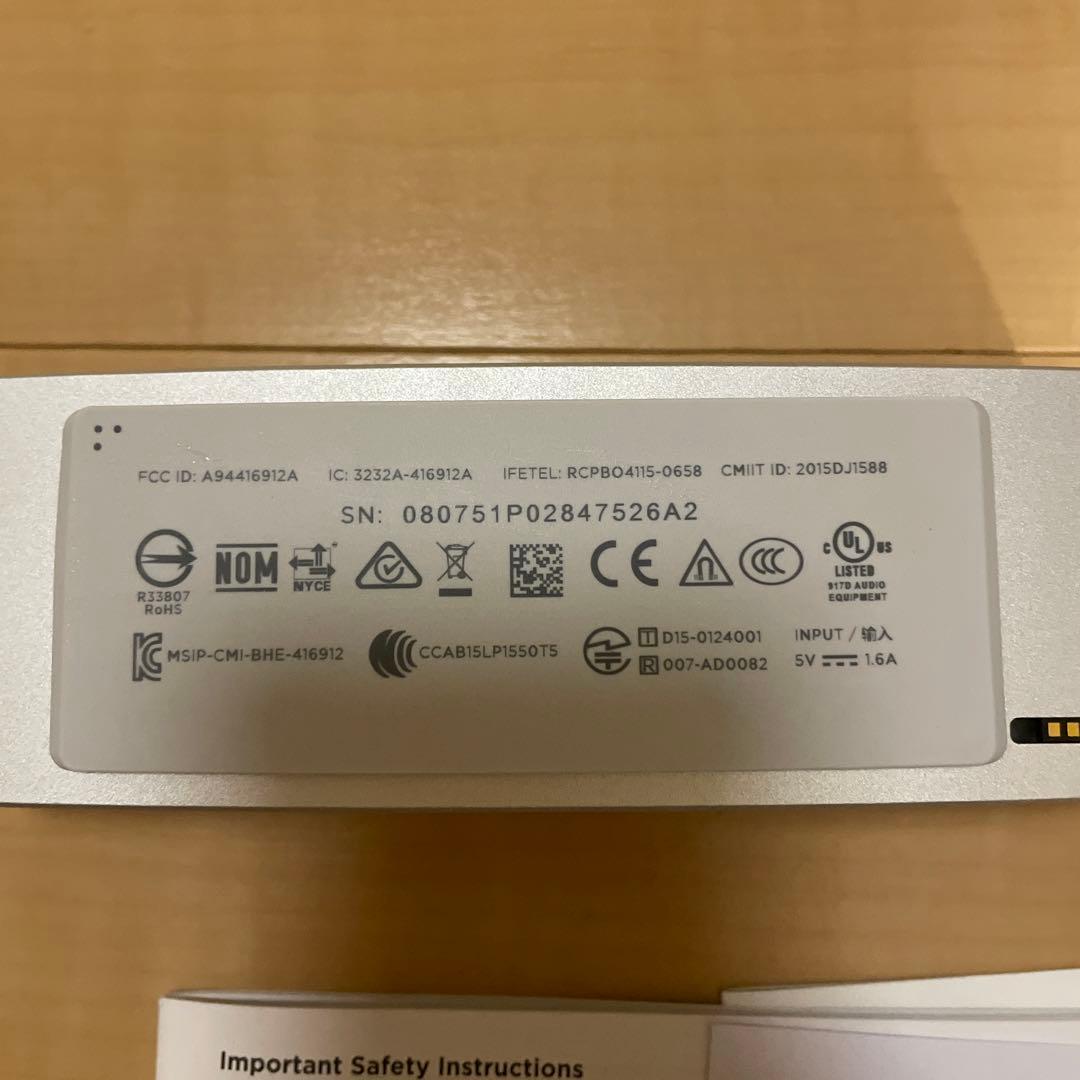 FCC ID: A94416912A IC: 3232A-416912A IFETEL: RCPBO4115-0658 CMIIT ID: 2015DJ1588
SN: 080751P02847526A2
R33807
RoHS
NOM
NYCE
CE
CCC
c UL US
LISTED
917D AUDIO
EQUIPMENT
KC MSIP-CMI-BHE-416912
CCAB15LP1550T5
T D15-0124001
R 007-AD0082
INPUT / 输入
5V 1.6A
Important Safety Instructions